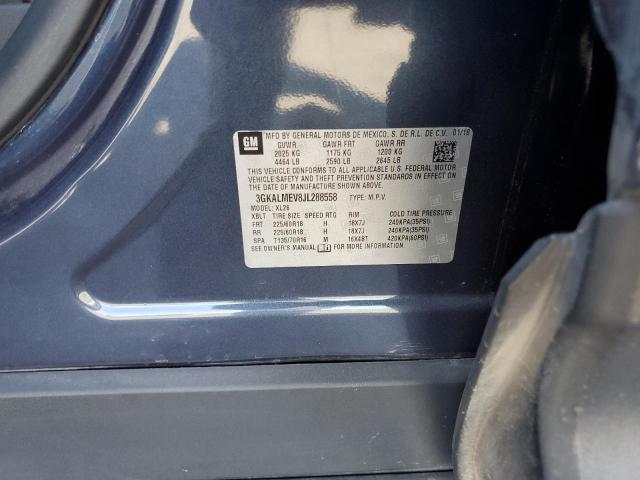 GM MFD BY GENERAL MOTORS DE MEXICO, S. DE R.L. DE C.V. 01/18
GVWR GAWR FRT GAWR RR
2025 KG 1175 KG 1200 KG
4464 LB 2590 LB 2645 LB
THIS VEHICLE CONFORMS TO ALL APPLICABLE U.S. FEDERAL MOTOR
VEHICLE SAFETY AND THEFT PREVENTION STANDARDS IN EFFECT ON
THE DATE OF MANUFACTURE SHOWN ABOVE.
3GKALMEV8JL288558 TYPE: M.P.V.
MODEL: XL26
XBLT TIRE SIZE SPEED RTG RIM COLD TIRE PRESSURE
FRT 225/60R18 H 18X7J 240KPA(35PSI)
RR 225/60R18 H 18X7J 240KPA(35PSI)
SPA T135/70R16 M 16X4BT 420KPA(60PSI)
SEE OWNER'S MANUAL